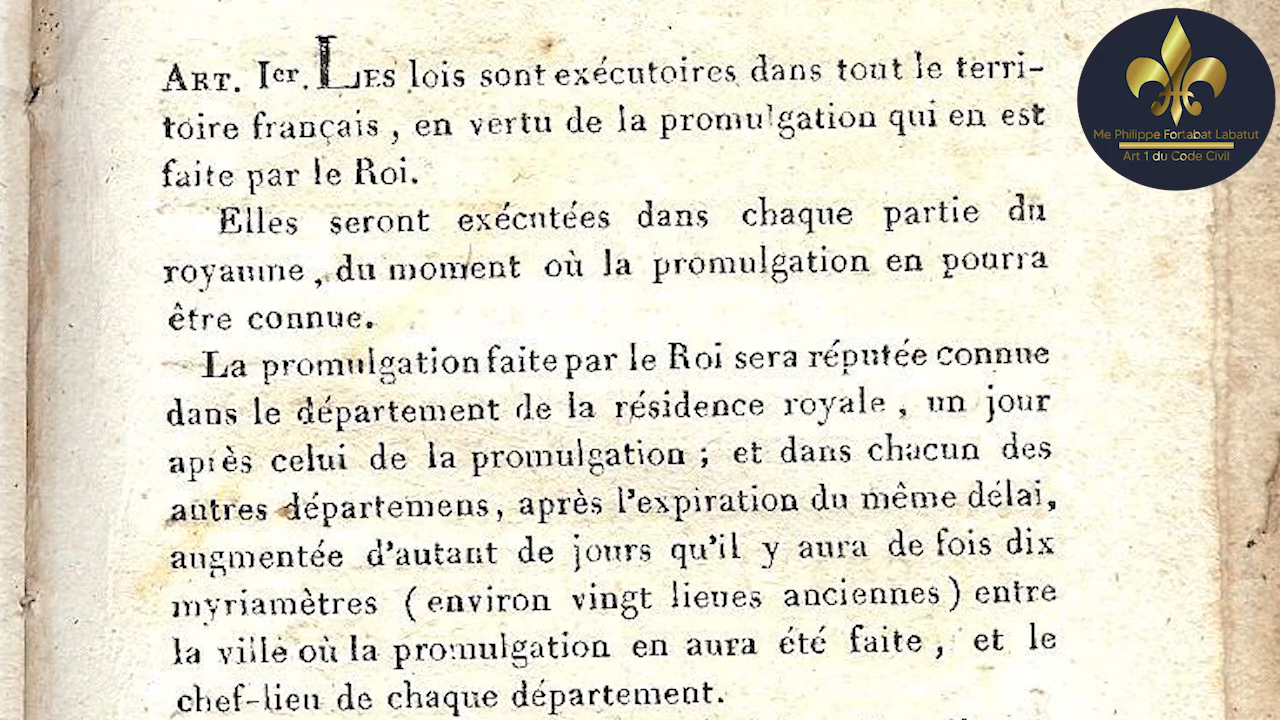 ART. Ier. LES lois sont exécutoires dans tout le terri-
toire français, en vertu de la promulgation qui en est
faite par le Roi.
Elles seront exécutées dans chaque partie du
royaume, du moment où la promulgation en pourra
être connue.
La promulgation faite par le Roi sera réputée connue
dans le département de la résidence royale, un jour
après celui de la promulgation; et dans chacun des
autres départemens, après l'expiration du même délai,
augmentée d'autant de jours qu'il y aura de fois dix
myriamètres (environ vingt lieues anciennes) entre
la ville où la promulgation en aura été faite, et le
chef-lieu de chaque département.
Me Philippe Fortabat Labatut
Art 1 du Code Civil